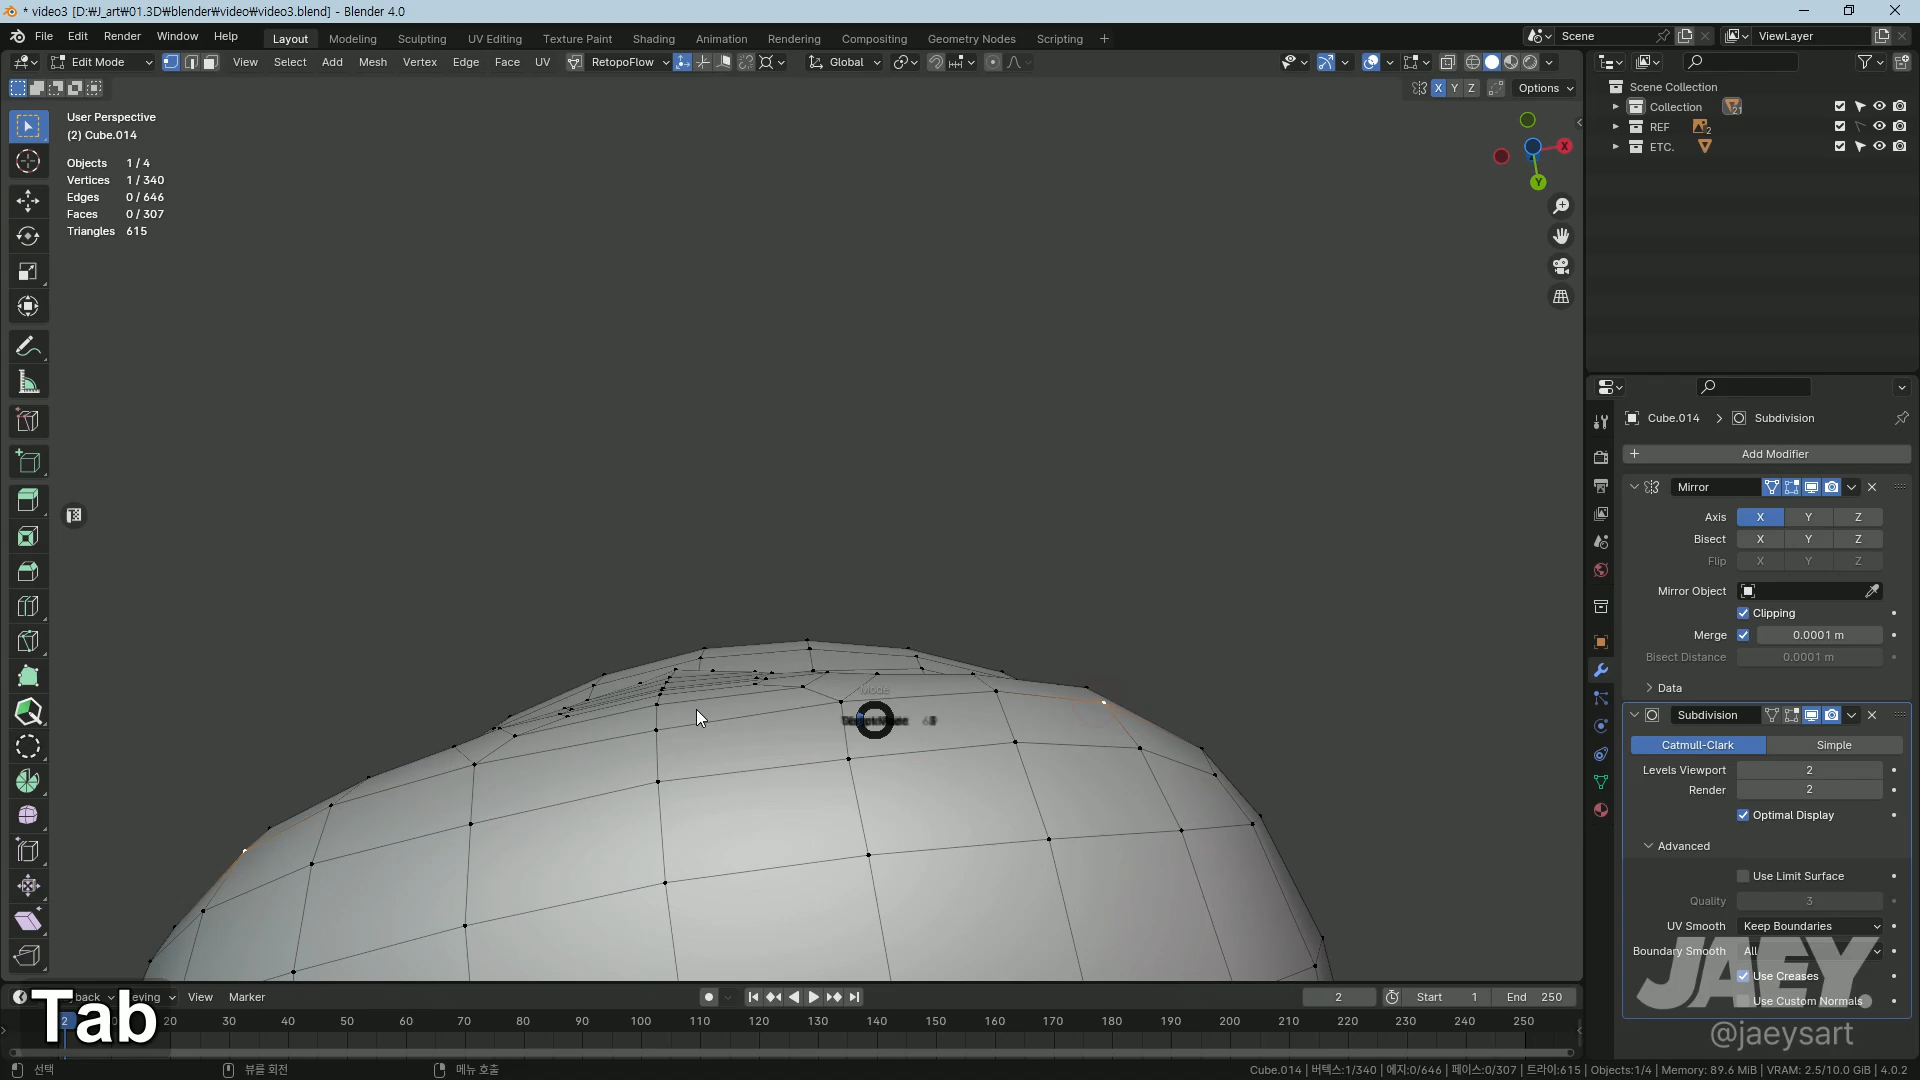 * video3 [D:₩J_art₩01.3D₩blender₩video₩video3.blend] - Blender 4.0
File Edit Render Window Help Layout Modeling Sculpting UV Editing Texture Paint Shading Animation Rendering Compositing Geometry Nodes Scripting +
Scene ViewLayer
Edit Mode View Select Add Mesh Vertex Edge Face UV RetopoFlow Global
X Y Z Options
User Perspective
(2) Cube.014
Objects 1 / 4
Vertices 1 / 340
Edges 0 / 646
Faces 0 / 307
Triangles 615
X
Y
Mode
Scene Collection
Collection 21
REF 2
ETC.
Cube.014 > Subdivision
+ Add Modifier
Mirror
Axis X Y Z
Bisect X Y Z
Flip X Y Z
Mirror Object
Clipping
Merge 0.0001 m
Bisect Distance 0.0001 m
Data
Subdivision
Catmull-Clark Simple
Levels Viewport 2
Render 2
Optimal Display
Advanced
Use Limit Surface
Quality 3
UV Smooth Keep Boundaries
Boundary Smooth All
Use Creases
Use Custom Normals
JAEY.
@jaeysart
View Marker
2 Start 1 End 250
Tab
2 20 30 40 50 60 70 80 90 100 110 120 130 140 150 160 170 180 190 200 210 220 230 240 250
선택 뷰를 회전 메뉴 호출
Cube.014 | 버텍스:1/340 | 에지:0/646 | 페이스:0/307 | 트라이:615 | Objects:1/4 | Memory: 89.6 MiB | VRAM: 2.5/10.0 GiB | 4.0.2